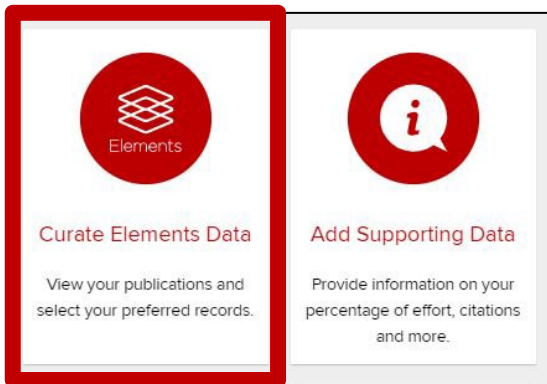 Elements
Curate Elements Data
View your publications and
select your preferred records.
i
Add Supporting Data
Provide information on your
percentage of effort, citations
and more.